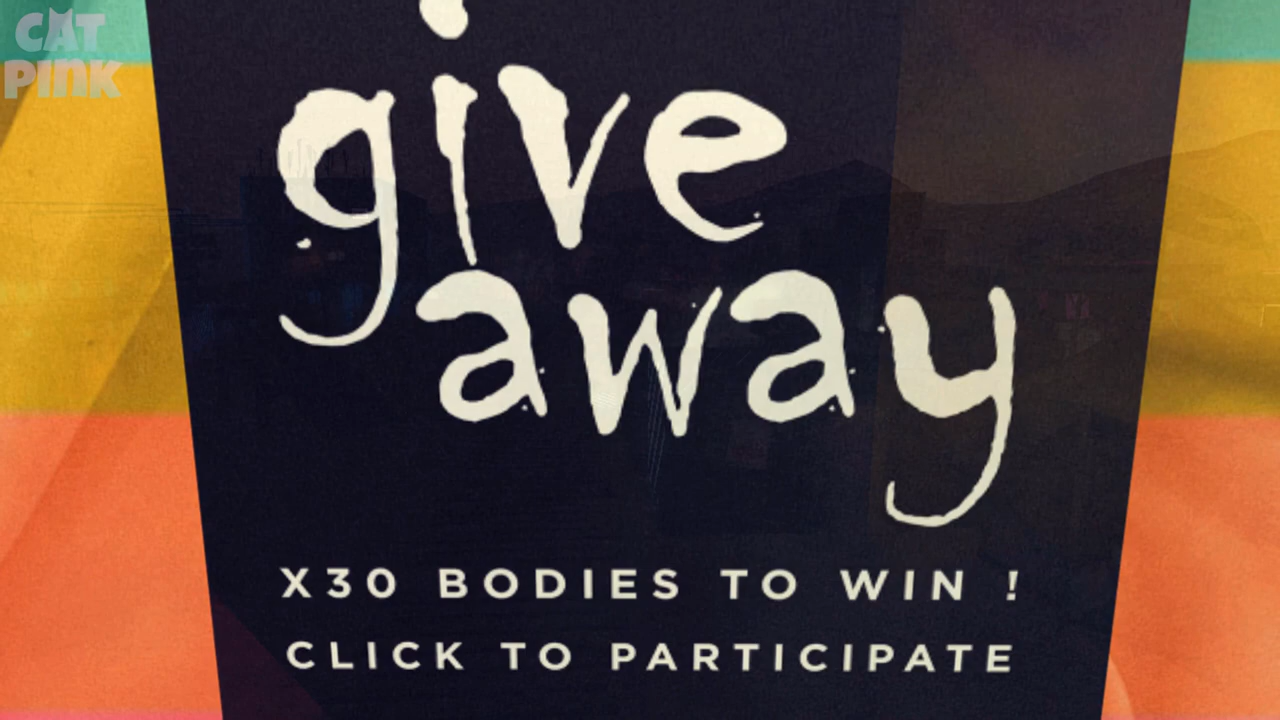 CAT
PINK
give
away
X30 BODIES TO WIN !
CLICK TO PARTICIPATE